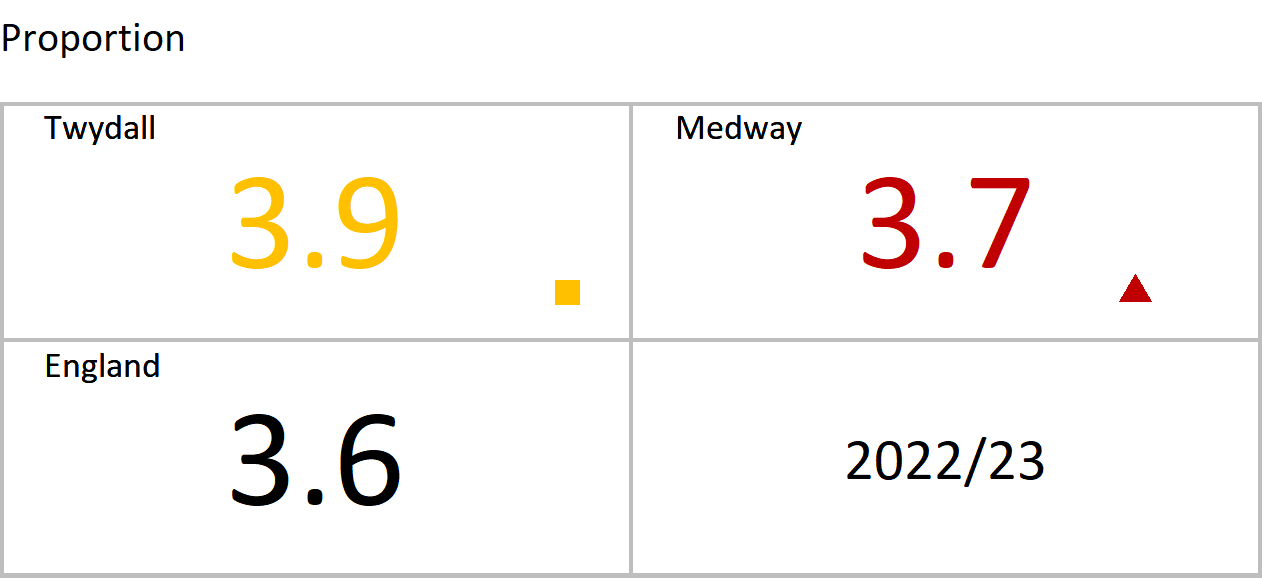 Proportion
Twydall
3.9
Medway
3.7
England
3.6
2022/23